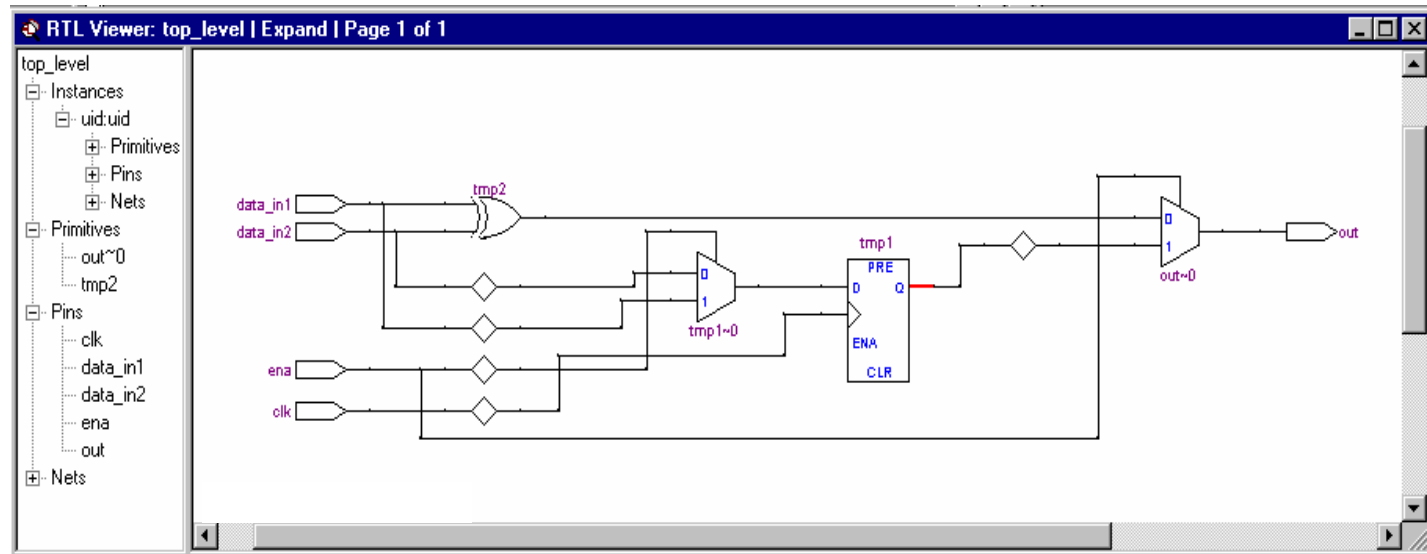 RTL Viewer: top_level | Expand | Page 1 of 1
top_level
Instances
uid:uid
Primitives
Pins
Nets
Primitives
out~0
tmp2
Pins
clk
data_in1
data_in2
ena
out
Nets
tmp2
data_in1
data_in2
ena
clk
0
1
tmp1~0
tmp1
PRE
D Q
ENA
CLR
0
1
out~0
out